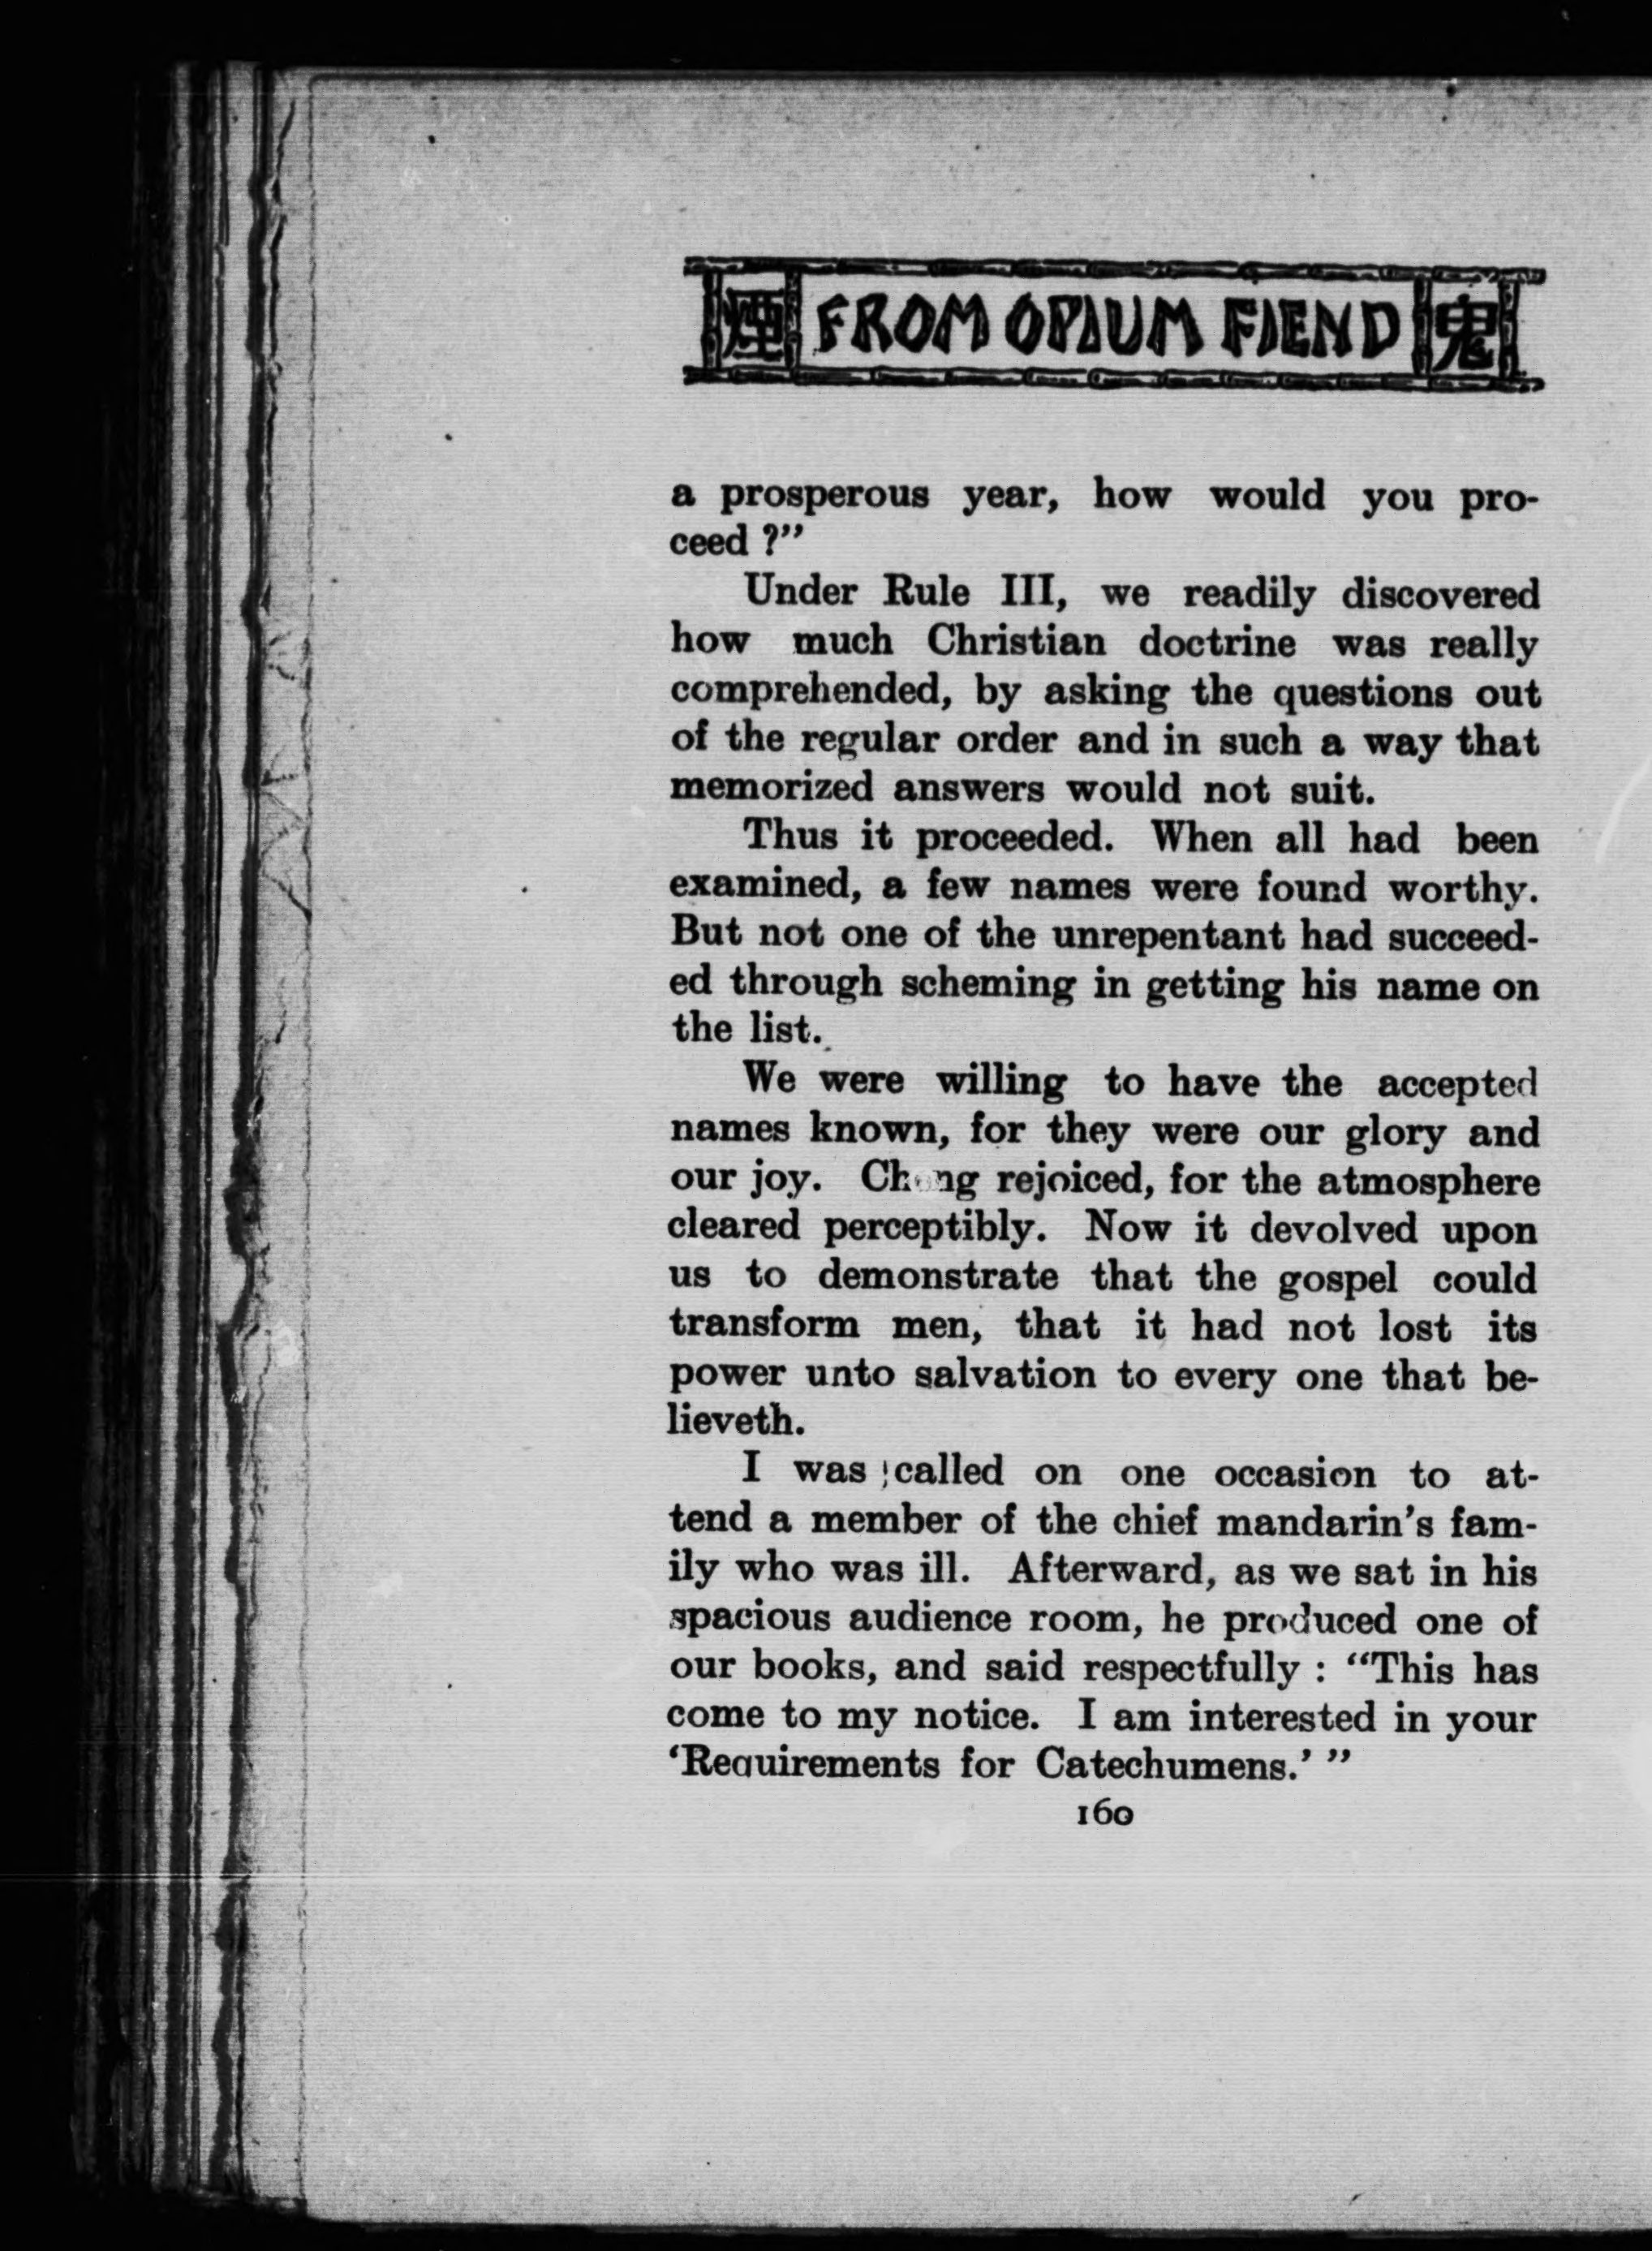 煙 FROM OPIUM FIEND 鬼
a prosperous year, how would you pro-
ceed ?”
Under Rule III, we readily discovered
how much Christian doctrine was really
comprehended, by asking the questions out
of the regular order and in such a way that
memorized answers would not suit.
Thus it proceeded. When all had been
examined, a few names were found worthy.
But not one of the unrepentant had succeed-
ed through scheming in getting his name on
the list.
We were willing to have the accepted
names known, for they were our glory and
our joy. rejoiced, for the atmosphere
cleared perceptibly. Now it devolved upon
us to demonstrate that the gospel could
transform men, that it had not lost its
power unto salvation to every one that be-
lieveth.
I was called on one occasion to at-
tend a member of the chief mandarin’s fam-
ily who was ill. Afterward, as we sat in his
spacious audience room, he produced one of
our books, and said respectfully : “This has
come to my notice. I am interested in your
‘Requirements for Catechumens.’ ”
160